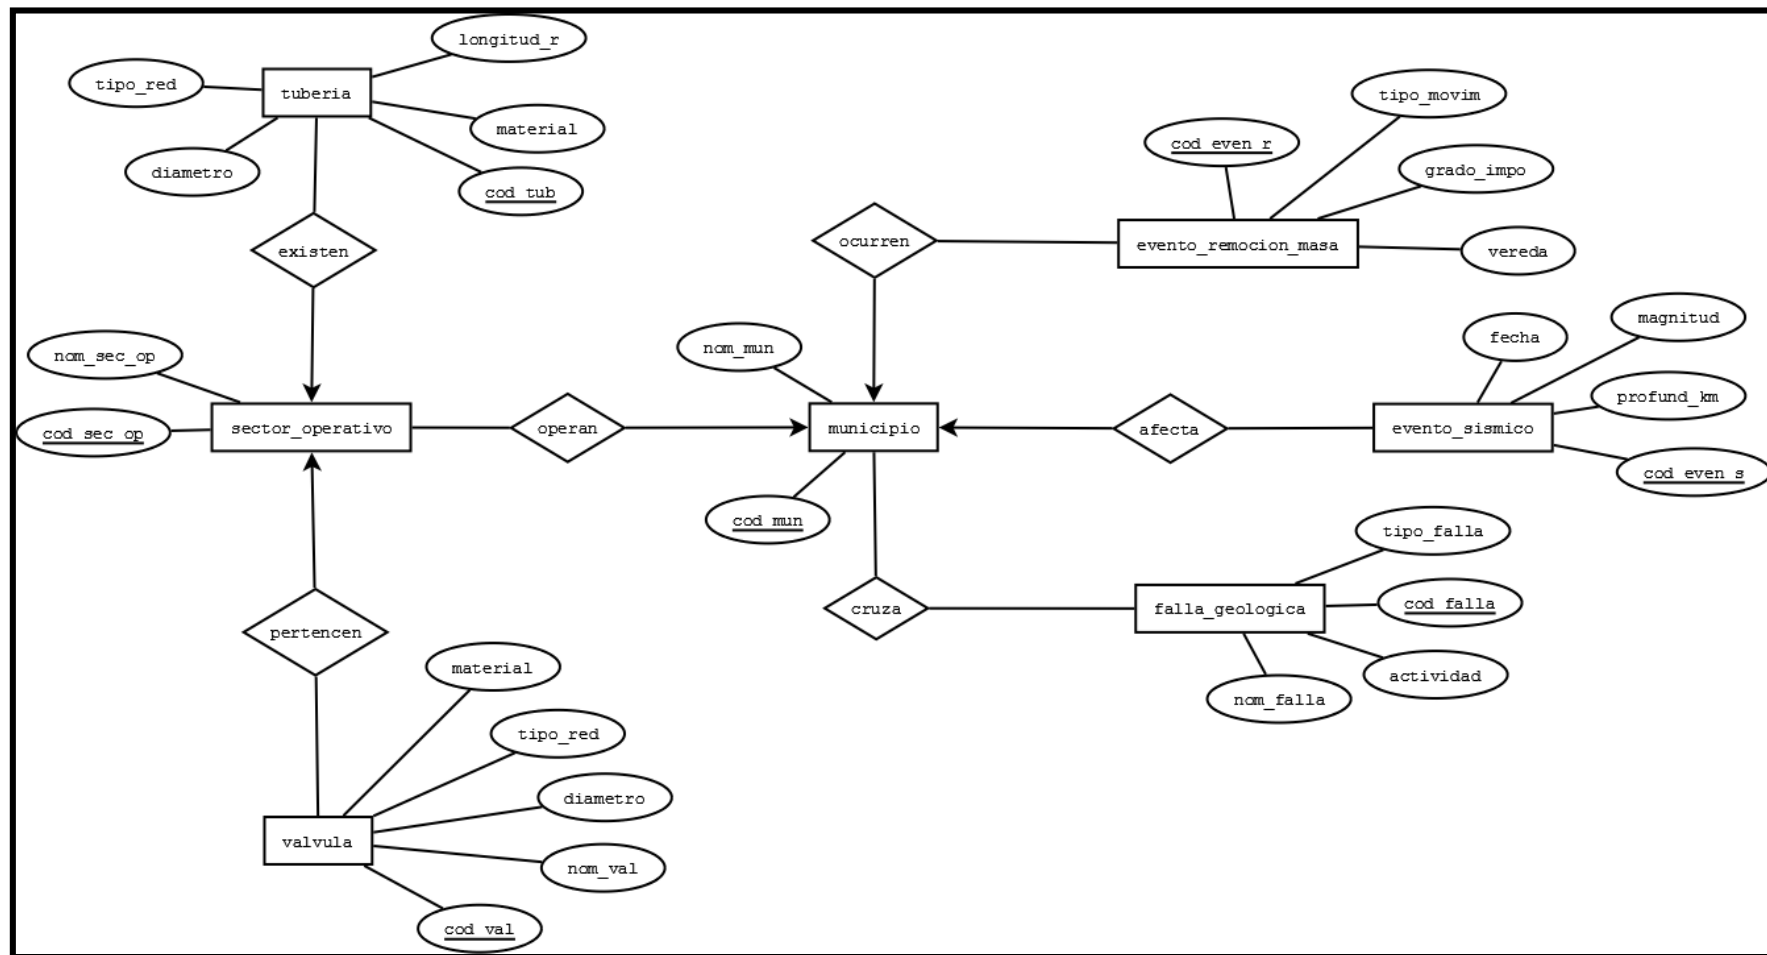 longitud_r
tipo_red
tuberia
material
diametro
cod_tub
existen
nom_sec_op
cod_sec_op
sector_operativo
operan
pertencen
material
tipo_red
diametro
valvula
nom_val
cod_val
tipo_movim
cod_even_r
grado_impo
ocurren
evento_remocion_masa
vereda
nom_mun
municipio
cod_mun
afecta
fecha
magnitud
profund_km
evento_sismico
cod_even_s
cruza
tipo_falla
falla_geologica
cod_falla
actividad
nom_falla